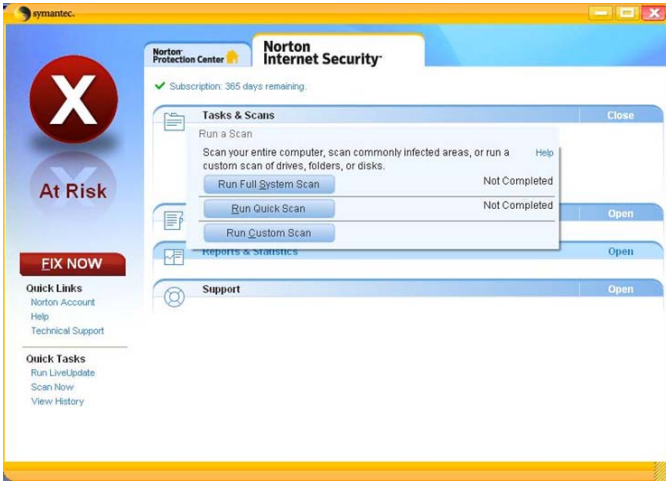 symantec.
Norton
Protection Center
Norton
Internet Security
Subscription: 365 days remaining.
Tasks & Scans
Close
Run a Scan
Scan your entire computer, scan commonly infected areas, or run a
custom scan of drives, folders, or disks.
Help
Run Full System Scan
Not Completed
Run Quick Scan
Not Completed
Run Custom Scan
Open
Reports & Statistics
Open
Support
Open
X
At Risk
FIX NOW
Quick Links
Norton Account
Help
Technical Support
Quick Tasks
Run LiveUpdate
Scan Now
View History